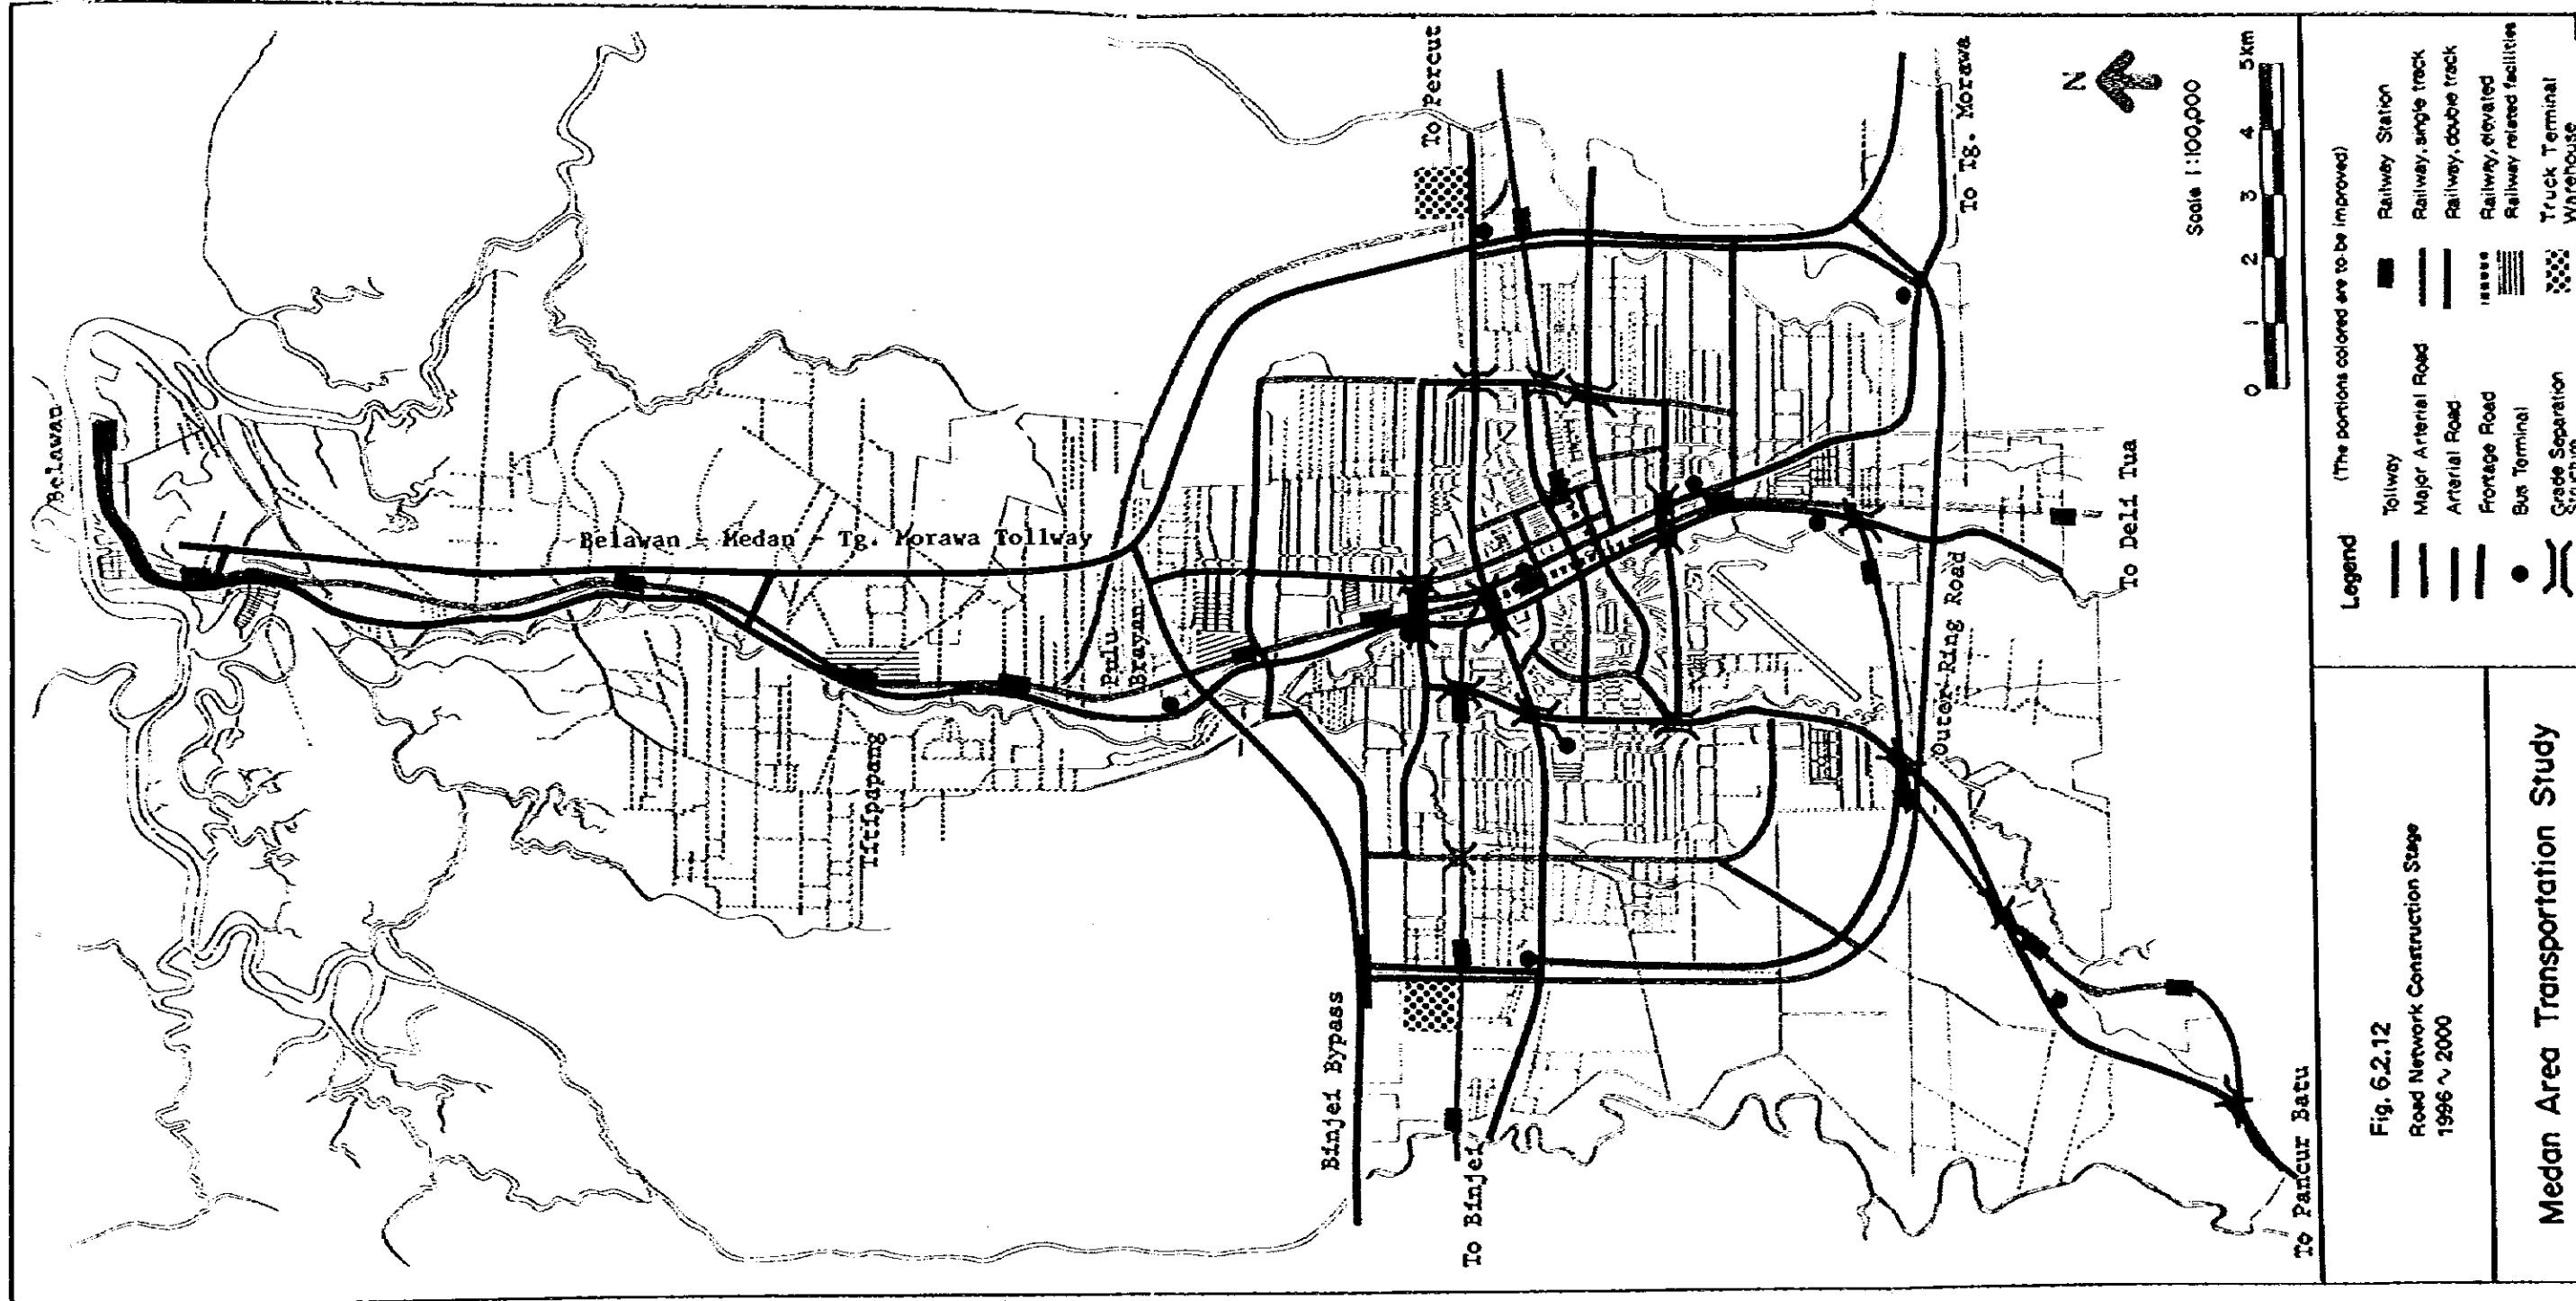 Belawan
Belawan - Medan - Tg. Morawa Tollway
Titipapang
Pulu
Brayan
Binjei Bypass
To Binjei
To Percut
To Tg. Morawa
Outer Ring Road
To Deli Tua
To Pancur Batu
N
Scale 1:100,000
0 1 2 3 4 5km
Legend (The portions colored are to be improved)
Tollway
Major Arterial Road
Arterial Road
Frontage Road
Bus Terminal
Grade Separation
Structure
Railway Station
Railway, single track
Railway, double track
Railway, elevated
Railway related facilities
Truck Terminal
Warehouse
Fig. 6.2.12
Road Network Construction Stage
1996 ~ 2000
Medan Area Transportation Study